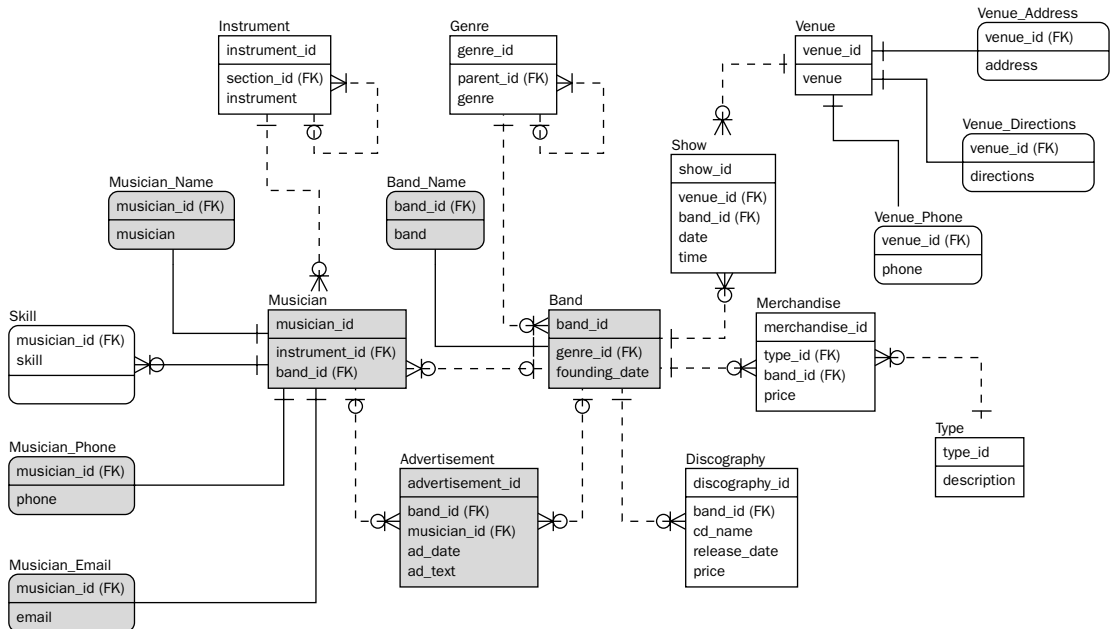 Instrument
instrument_id
section_id (FK)
instrument
Genre
genre_id
parent_id (FK)
genre
Venue
venue_id
venue
Venue_Address
venue_id (FK)
address
Venue_Directions
venue_id (FK)
directions
Venue_Phone
venue_id (FK)
phone
Show
show_id
venue_id (FK)
band_id (FK)
date
time
Musician_Name
musician_id (FK)
musician
Band_Name
band_id (FK)
band
Skill
musician_id (FK)
skill
Musician
musician_id
instrument_id (FK)
band_id (FK)
Band
band_id
genre_id (FK)
founding_date
Merchandise
merchandise_id
type_id (FK)
band_id (FK)
price
Type
type_id
description
Musician_Phone
musician_id (FK)
phone
Advertisement
advertisement_id
band_id (FK)
musician_id (FK)
ad_date
ad_text
Discography
discography_id
band_id (FK)
cd_name
release_date
price
Musician_Email
musician_id (FK)
email